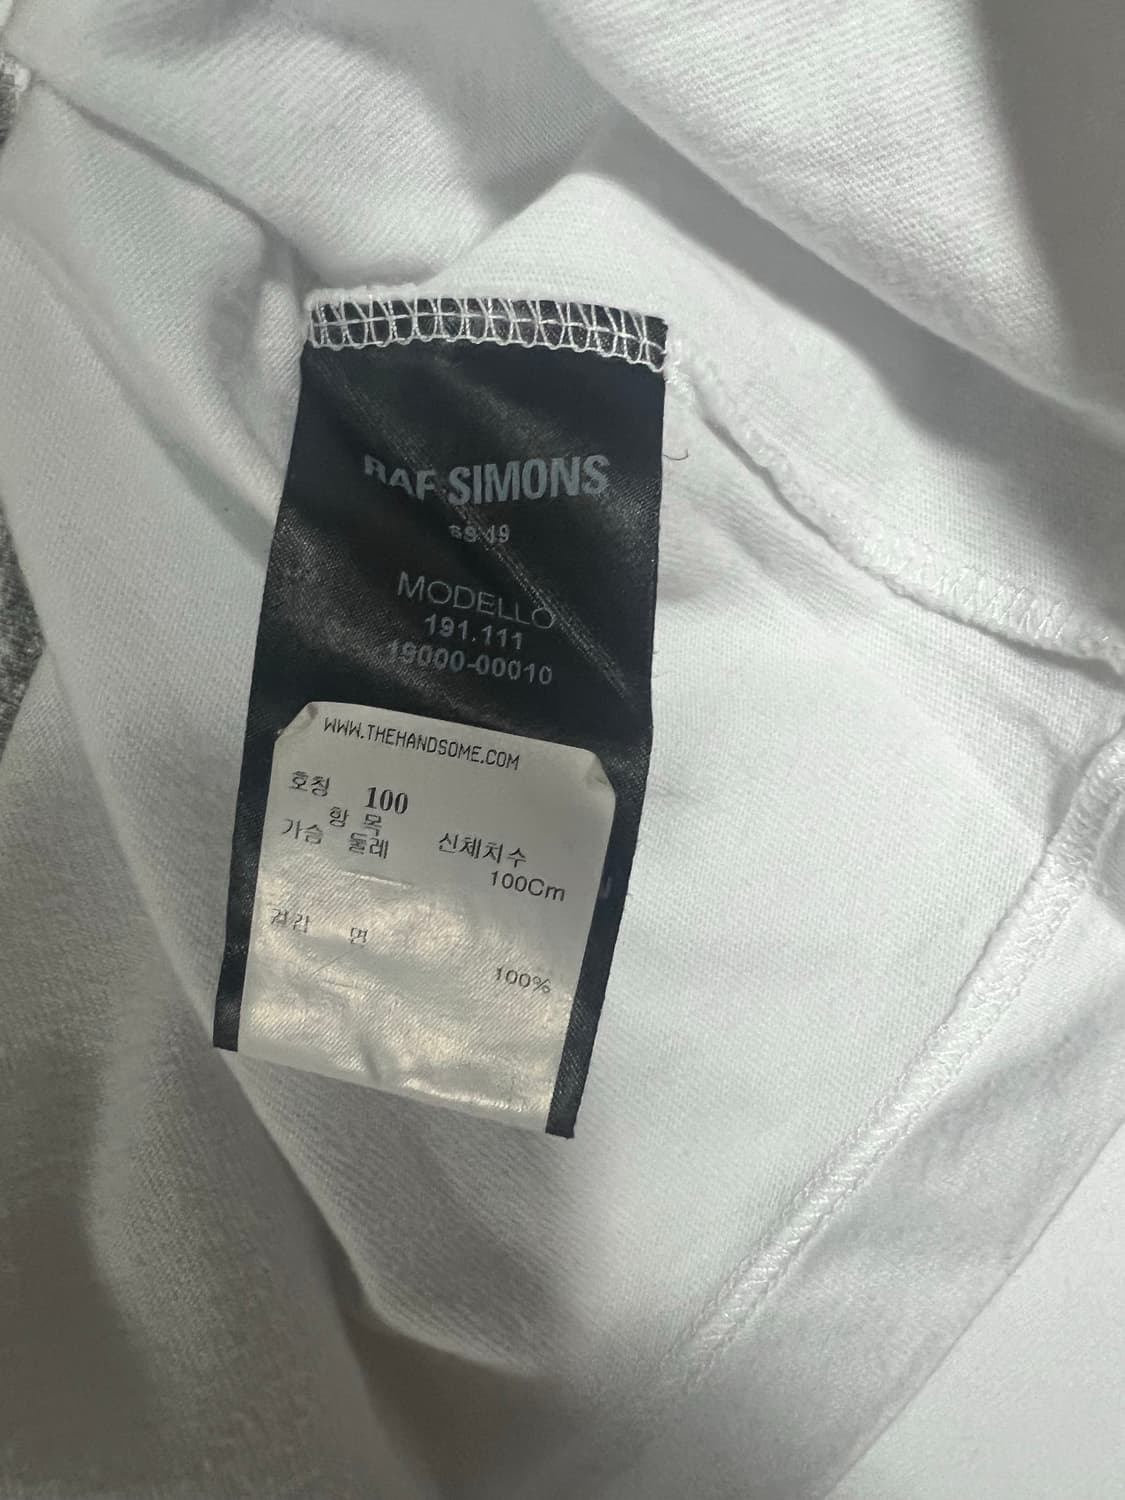 RAF SIMONS
SS 19
MODELLO
191.111
19000-00010
WWW.THEHANDSOME.COM
호칭 100
항 목 신체치수
가슴 둘레 100Cm
겉감 면 100%